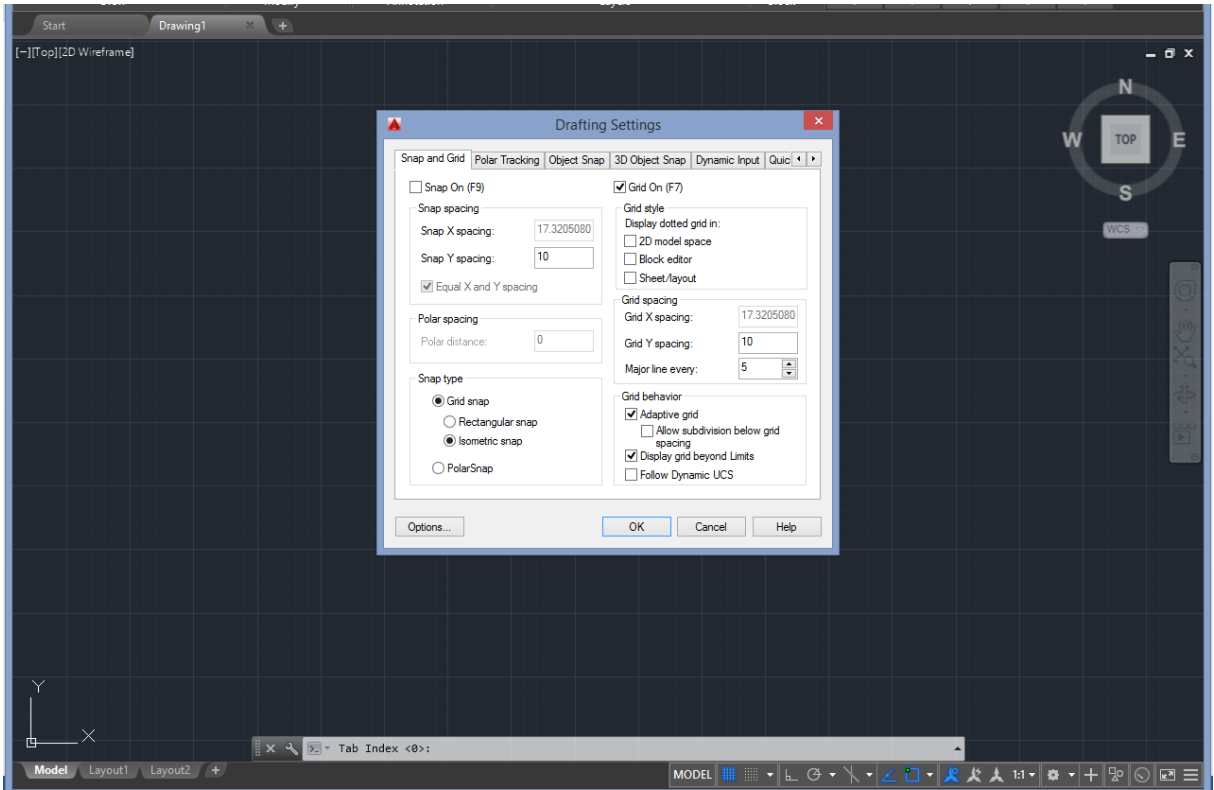 Start Drawing1
[−][Top][2D Wireframe]
N
W TOP E
S
WCS
Drafting Settings
Snap and Grid Polar Tracking Object Snap 3D Object Snap Dynamic Input Quic
Snap On (F9)
Snap spacing
Snap X spacing: 17.3205080
Snap Y spacing: 10
Equal X and Y spacing
Polar spacing
Polar distance: 0
Snap type
Grid snap
Rectangular snap
Isometric snap
PolarSnap
Grid On (F7)
Grid style
Display dotted grid in:
2D model space
Block editor
Sheet/layout
Grid spacing
Grid X spacing: 17.3205080
Grid Y spacing: 10
Major line every: 5
Grid behavior
Adaptive grid
Allow subdivision below grid
spacing
Display grid beyond Limits
Follow Dynamic UCS
Options... OK Cancel Help
Y
X
Tab Index <0>:
Model Layout1 Layout2 +
MODEL 1:1